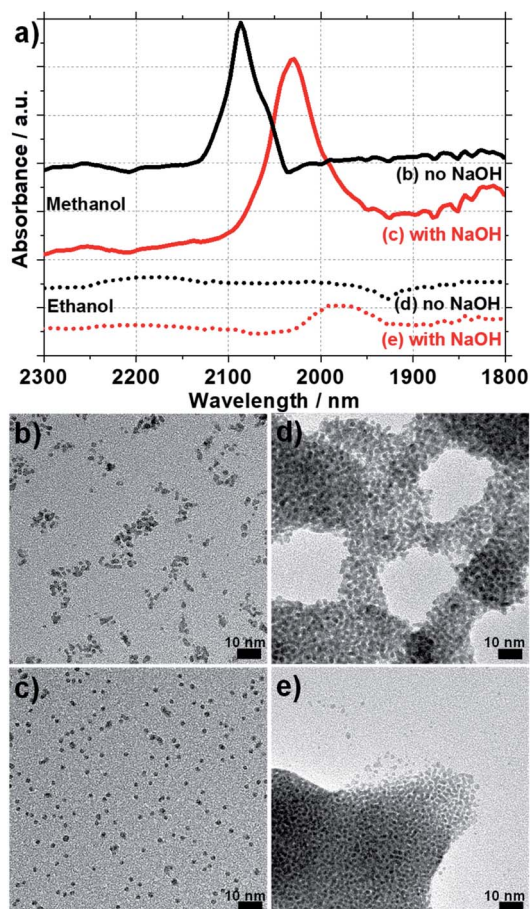 a)
Absorbance / a.u.
(b) no NaOH
Methanol
(c) with NaOH
Ethanol
(d) no NaOH
(e) with NaOH
2300 2200 2100 2000 1900 1800
Wavelength / nm
b)
10 nm
d)
10 nm
c)
10 nm
e)
10 nm